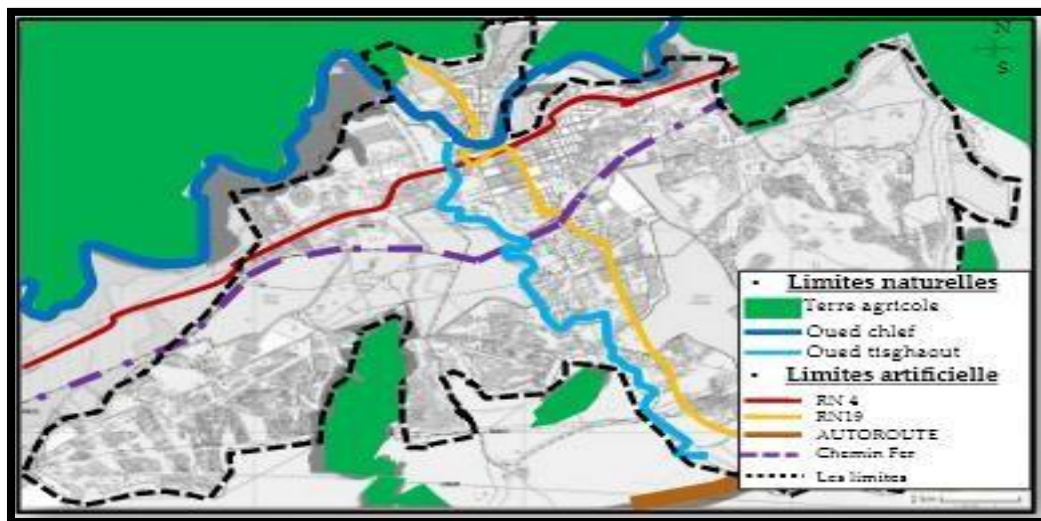 N
S
Limites naturelles
Terre agricole
Oued chlef
Oued tisghaout
Limites artificielle
RN 4
RN19
AUTOROUTE
Chemin Fer
Les limites